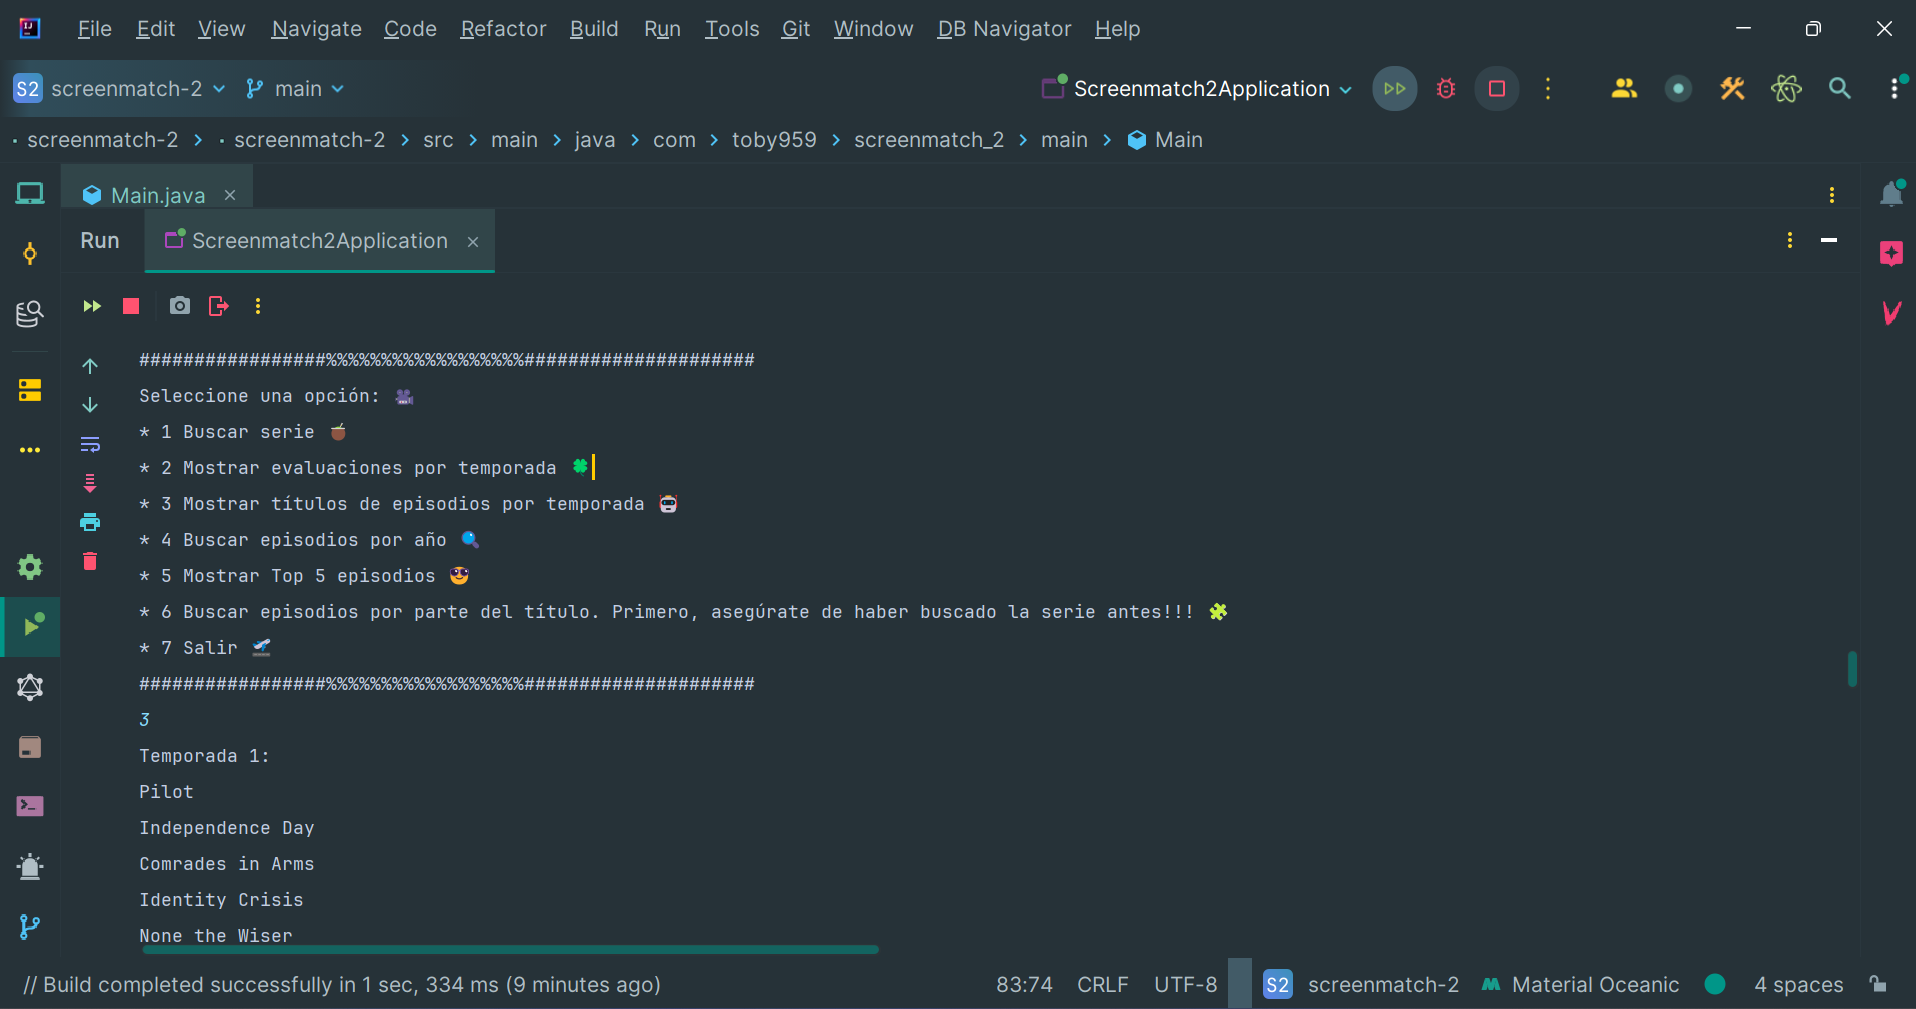 File Edit View Navigate Code Refactor Build Run Tools Git Window DB Navigator Help
S2 screenmatch-2 main Screenmatch2Application
screenmatch-2 screenmatch-2 src main java com toby959 screenmatch_2 main Main
Main.java
Run Screenmatch2Application
#################%%%%%%%%%%%%%%%%%%#####################
Seleccione una opción: 🎥
* 1 Buscar serie 🌰
* 2 Mostrar evaluaciones por temporada 🍀
* 3 Mostrar títulos de episodios por temporada 🤖
* 4 Buscar episodios por año 🔍
* 5 Mostrar Top 5 episodios 😎
* 6 Buscar episodios por parte del título. Primero, asegúrate de haber buscado la serie antes!!! 🧩
* 7 Salir 🛫
#################%%%%%%%%%%%%%%%%%%#####################
3
Temporada 1:
Pilot
Independence Day
Comrades in Arms
Identity Crisis
None the Wiser
// Build completed successfully in 1 sec, 334 ms (9 minutes ago) 83:74 CRLF UTF-8 S2 screenmatch-2 Material Oceanic 4 spaces